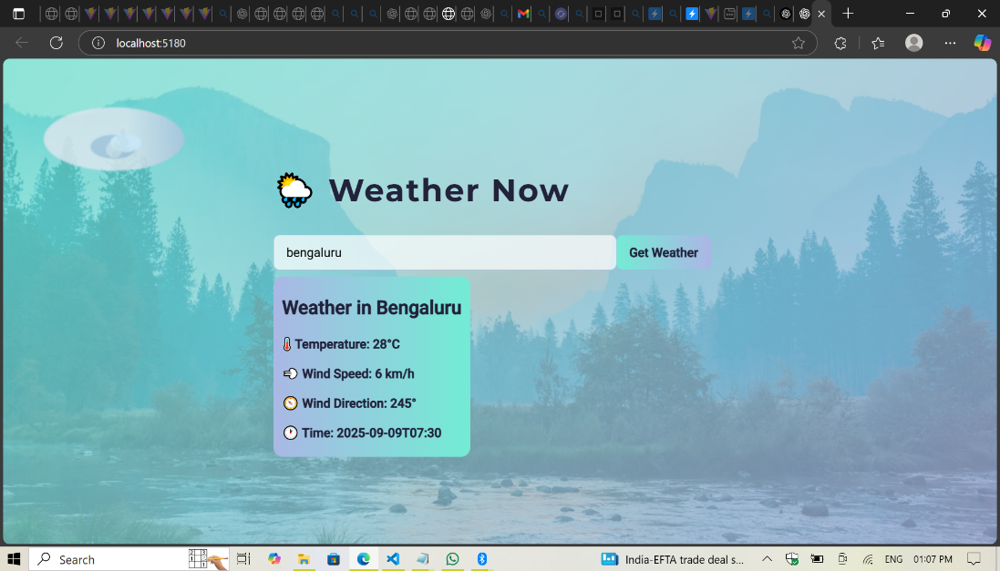 localhost:5180
Weather Now
bengaluru
Get Weather
Weather in Bengaluru
Temperature: 28°C
Wind Speed: 6 km/h
Wind Direction: 245°
Time: 2025-09-09T07:30
Search
India-EFTA trade deal s...
ENG
01:07 PM